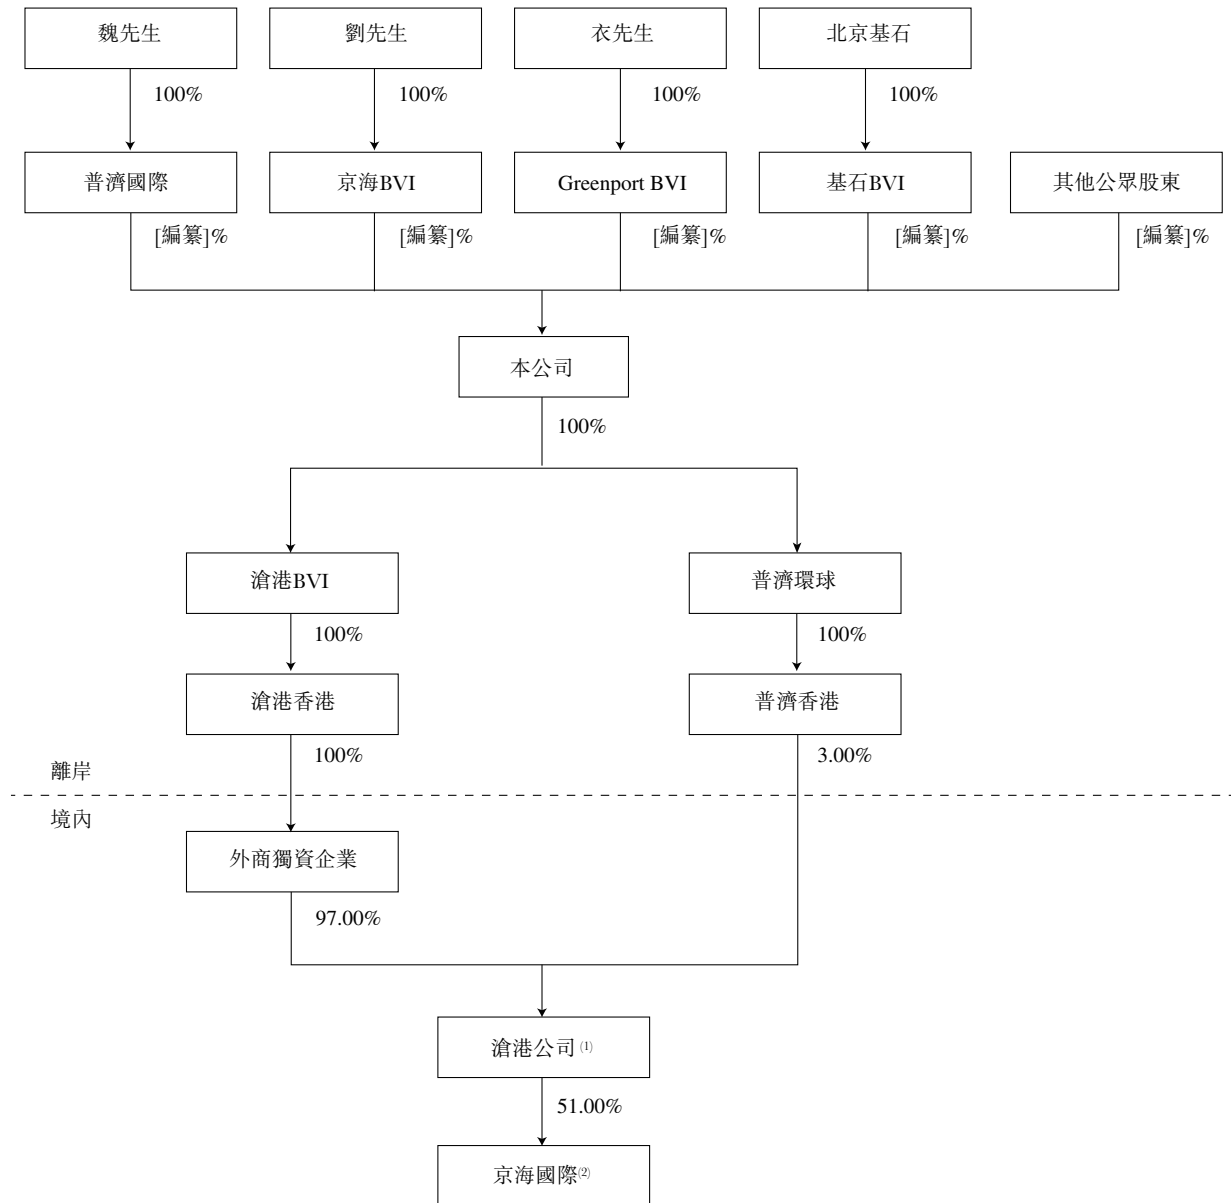 魏先生
劉先生
衣先生
北京基石
100%
100%
100%
100%
普濟國際
京海BVI
Greenport BVI
基石BVI
其他公眾股東
[編纂]%
[編纂]%
[編纂]%
[編纂]%
[編纂]%
本公司
100%
滄港BVI
普濟環球
100%
100%
滄港香港
普濟香港
100%
3.00%
離岸
境內
外商獨資企業
97.00%
滄港公司(1)
51.00%
京海國際(2)